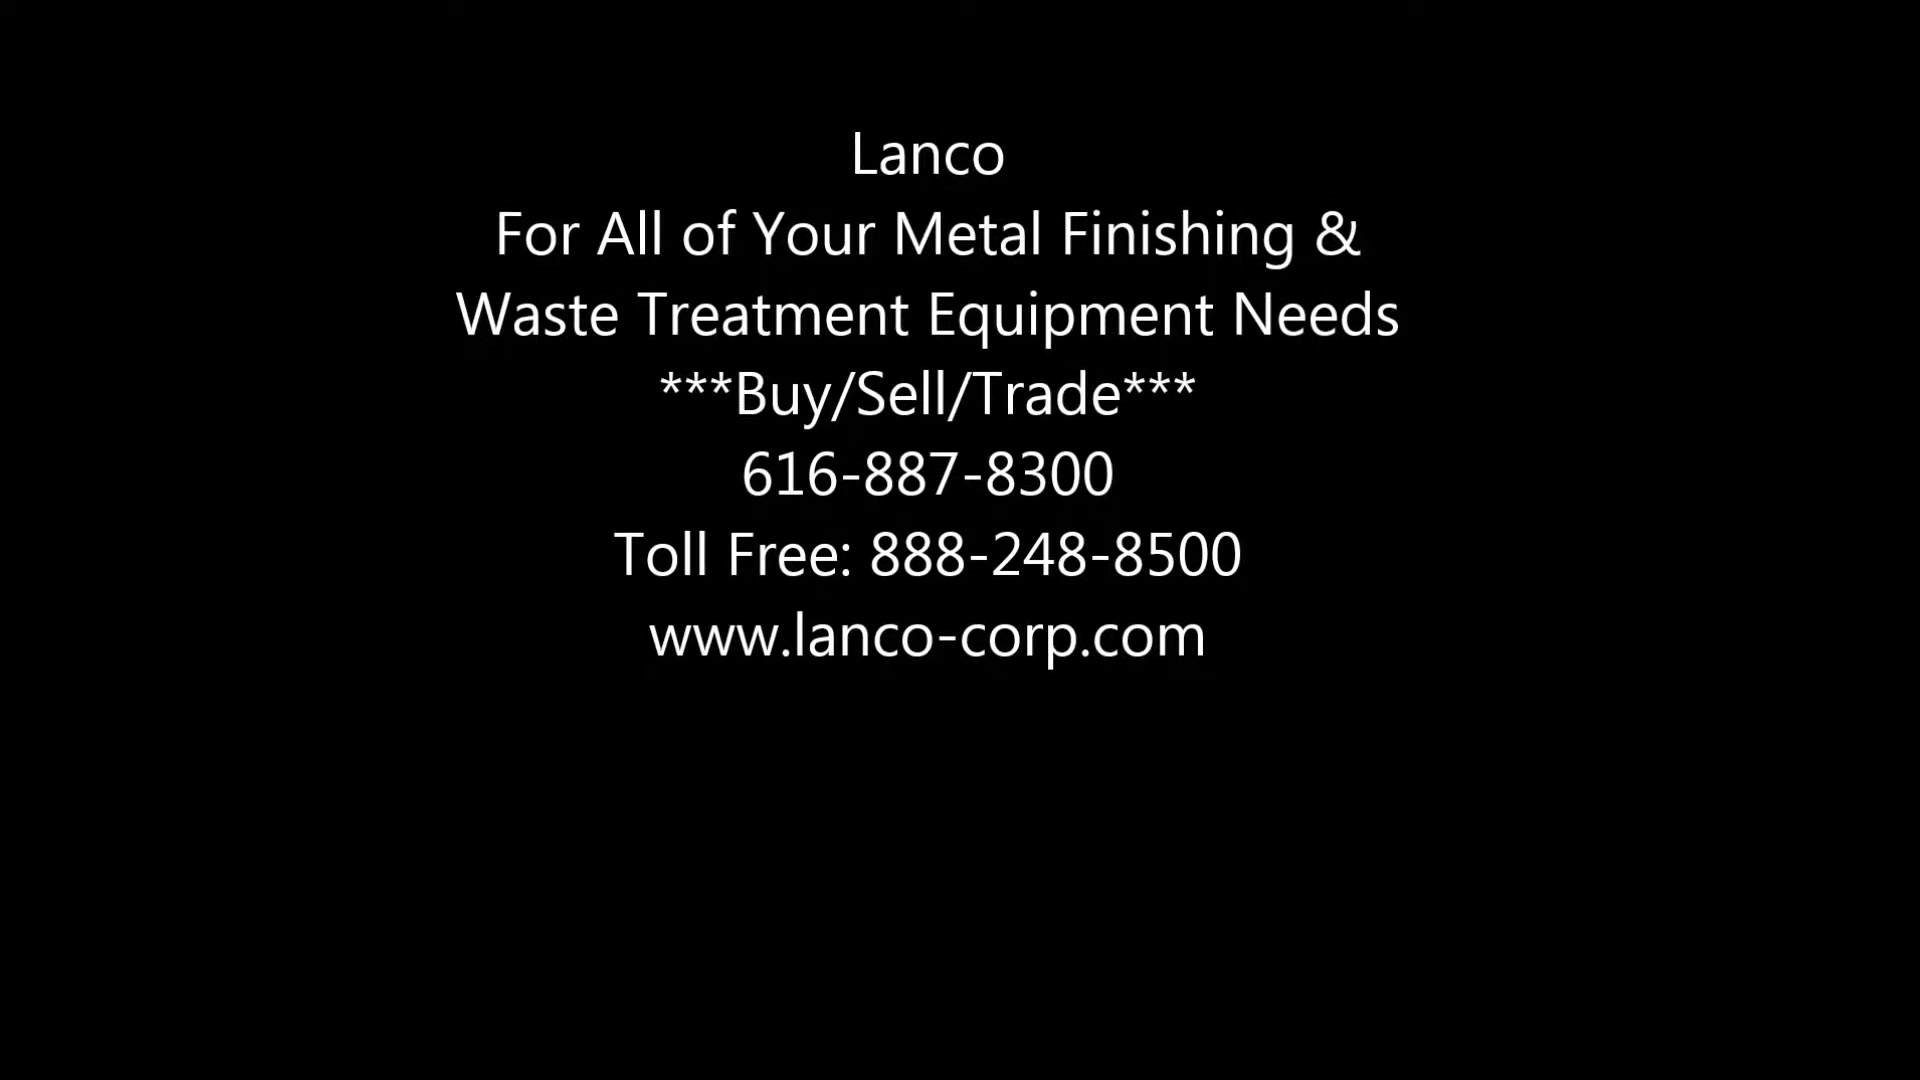 Lanco
For All of Your Metal Finishing &
Waste Treatment Equipment Needs
***Buy/Sell/Trade***
616-887-8300
Toll Free: 888-248-8500
www.lanco-corp.com